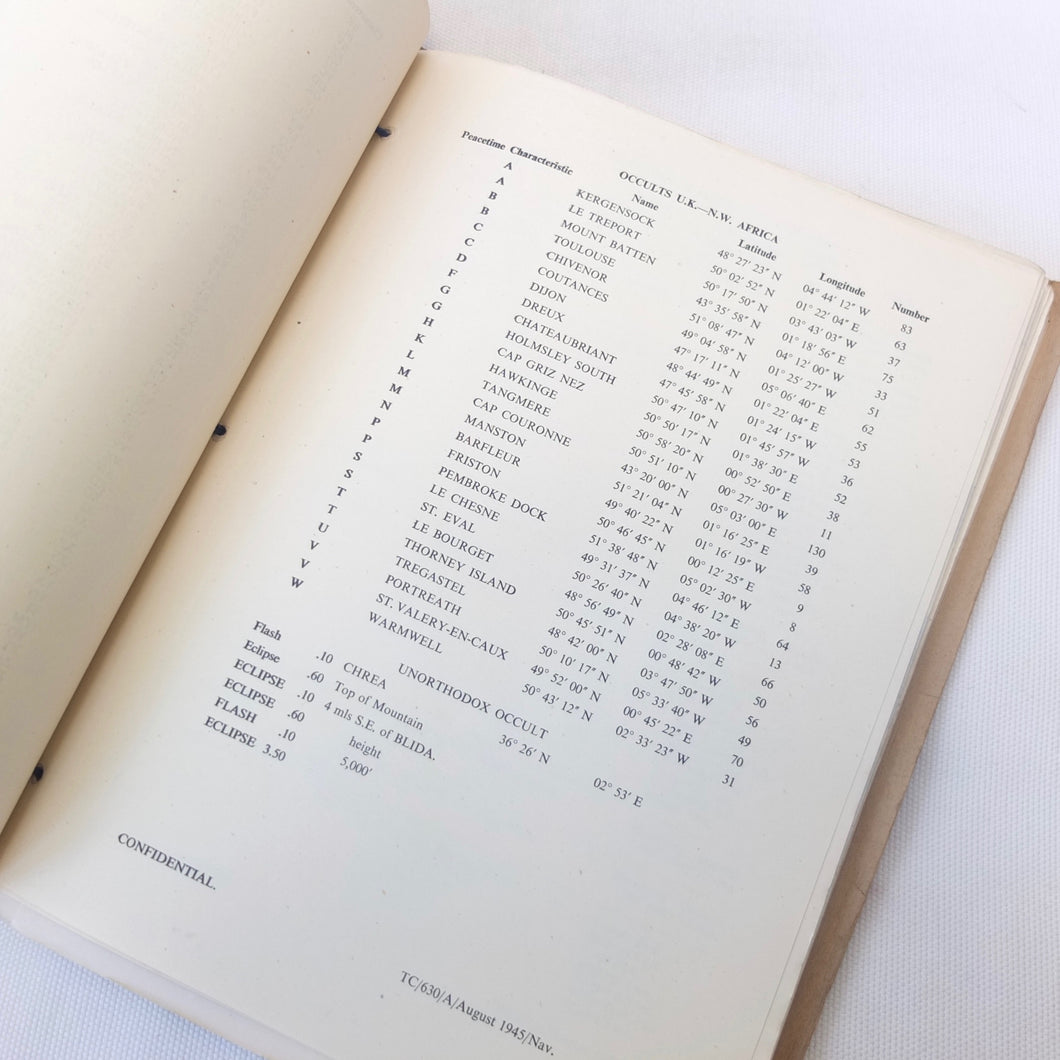 OCCULTS U.K.—N.W. AFRICA
Peacetime Characteristic Name Latitude Longitude Number
A KERGENSOCK 48° 27′ 23″ N 04° 44′ 12″ W 83
A LE TREPORT 50° 02′ 52″ N 01° 22′ 04″ E 63
B MOUNT BATTEN 50° 17′ 50″ N 03° 43′ 03″ W 37
B TOULOUSE 43° 35′ 58″ N 01° 18′ 56″ E 75
C CHIVENOR 51° 08′ 47″ N 04° 12′ 00″ W 33
C COUTANCES 49° 04′ 58″ N 01° 25′ 27″ W 51
D DIJON 47° 17′ 11″ N 05° 06′ 40″ E 62
F DREUX 48° 44′ 49″ N 01° 22′ 04″ E 55
G CHATEAUBRIANT 47° 45′ 58″ N 01° 24′ 15″ W 53
G HOLMSLEY SOUTH 50° 47′ 10″ N 01° 45′ 57″ W 36
H CAP GRIZ NEZ 50° 50′ 17″ N 01° 38′ 30″ E 52
K HAWKINGE 50° 58′ 20″ N 00° 52′ 50″ E 38
L TANGMERE 50° 51′ 10″ N 00° 27′ 30″ W 11
M CAP COURONNE 43° 20′ 00″ N 05° 03′ 00″ E 130
M MANSTON 51° 21′ 04″ N 01° 16′ 25″ E 39
N BARFLEUR 49° 40′ 22″ N 01° 16′ 19″ W 58
P FRISTON 50° 46′ 45″ N 00° 12′ 25″ E 9
P PEMBROKE DOCK 51° 38′ 48″ N 05° 02′ 30″ W 8
S LE CHESNE 49° 31′ 37″ N 04° 46′ 12″ E 64
S ST. EVAL 50° 26′ 40″ N 04° 38′ 20″ W 13
T LE BOURGET 48° 56′ 49″ N 02° 28′ 08″ E 66
T THORNEY ISLAND 50° 45′ 51″ N 00° 48′ 42″ W 50
U TREGASTEL 48° 42′ 00″ N 03° 47′ 50″ W 56
V PORTREATH 50° 10′ 17″ N 05° 33′ 40″ W 49
V ST. VALERY-EN-CAUX 49° 52′ 00″ N 00° 45′ 22″ E 70
W WARMWELL 50° 43′ 12″ N 02° 33′ 23″ W 31
UNORTHODOX OCCULT
Flash .10 CHREA 36° 26′ N 02° 53′ E
Eclipse .60 Top of Mountain
ECLIPSE .10 4 mls S.E. of BLIDA.
ECLIPSE .60 height
FLASH .10 5,000′
ECLIPSE 3.50
CONFIDENTIAL.
TC/630/A/August 1945/Nav.